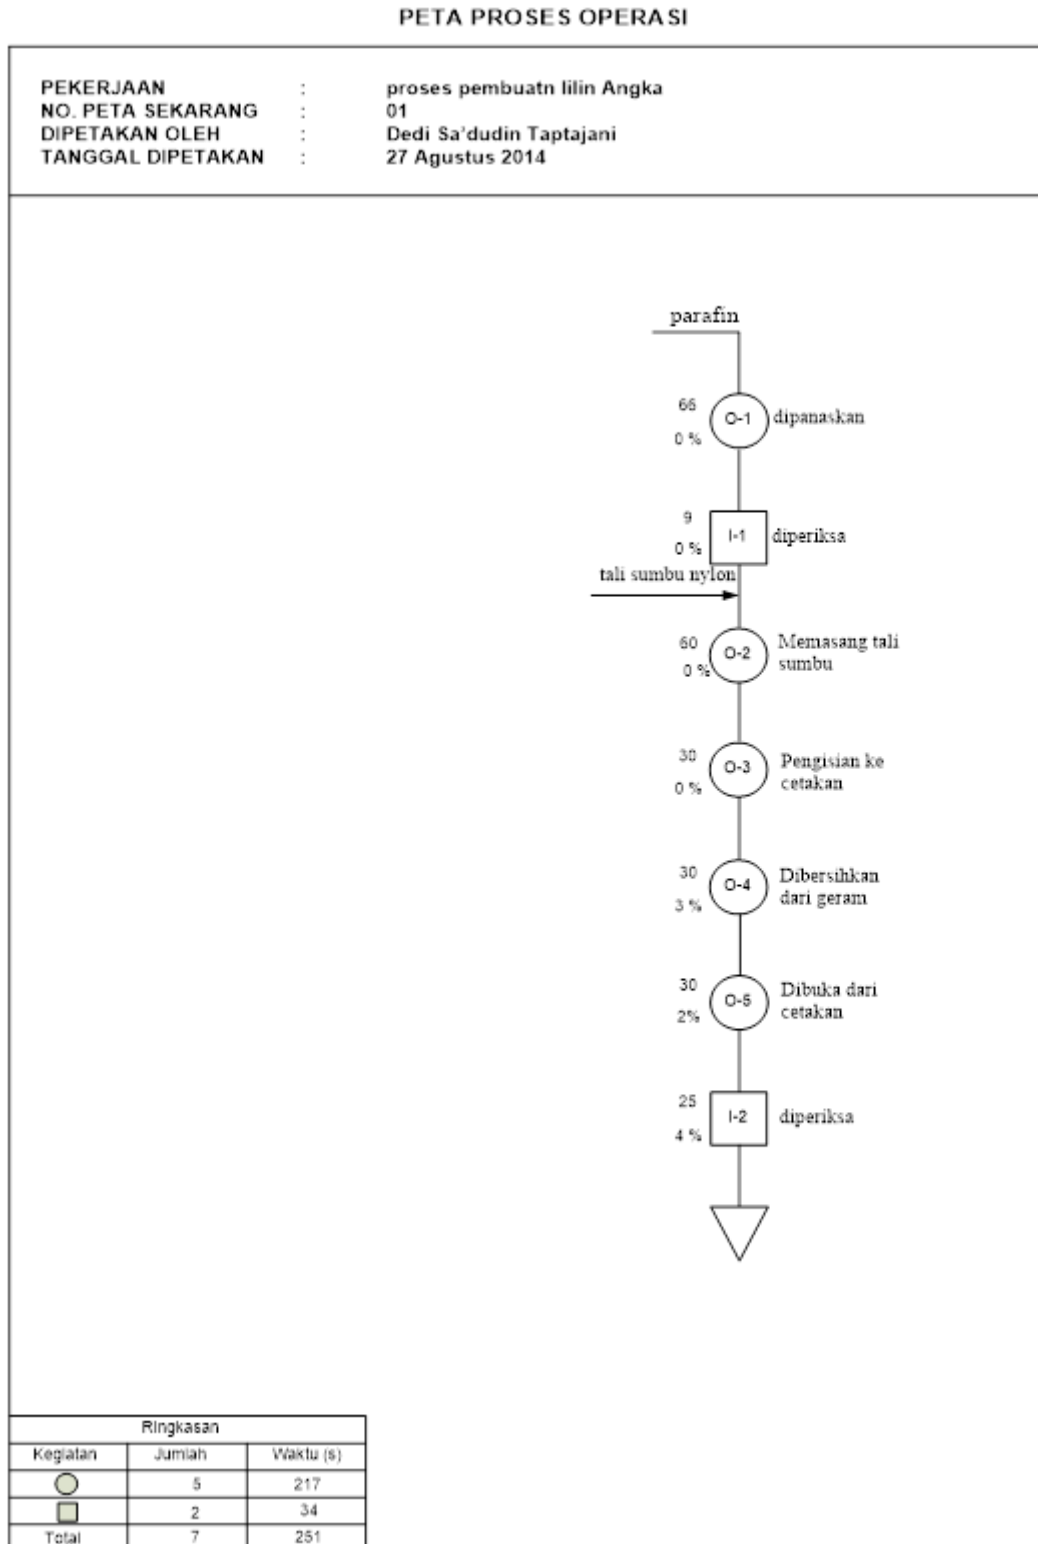 PETA PROSES OPERASI
PEKERJAAN : proses pembuatn lilin Angka
NO. PETA SEKARANG : 01
DIPETAKAN OLEH : Dedi Sa'dudin Taptajani
TANGGAL DIPETAKAN : 27 Agustus 2014
parafin
66
0 %
O-1
dipanaskan
9
0 %
I-1
diperiksa
tali sumbu nylon
60
0 %
O-2
Memasang tali
sumbu
30
0 %
O-3
Pengisian ke
cetakan
30
3 %
O-4
Dibersihkan
dari geram
30
2%
O-5
Dibuka dari
cetakan
25
4 %
I-2
diperiksa
Ringkasan
Kegiatan Jumlah Waktu (s)
5 217
2 34
Total 7 251